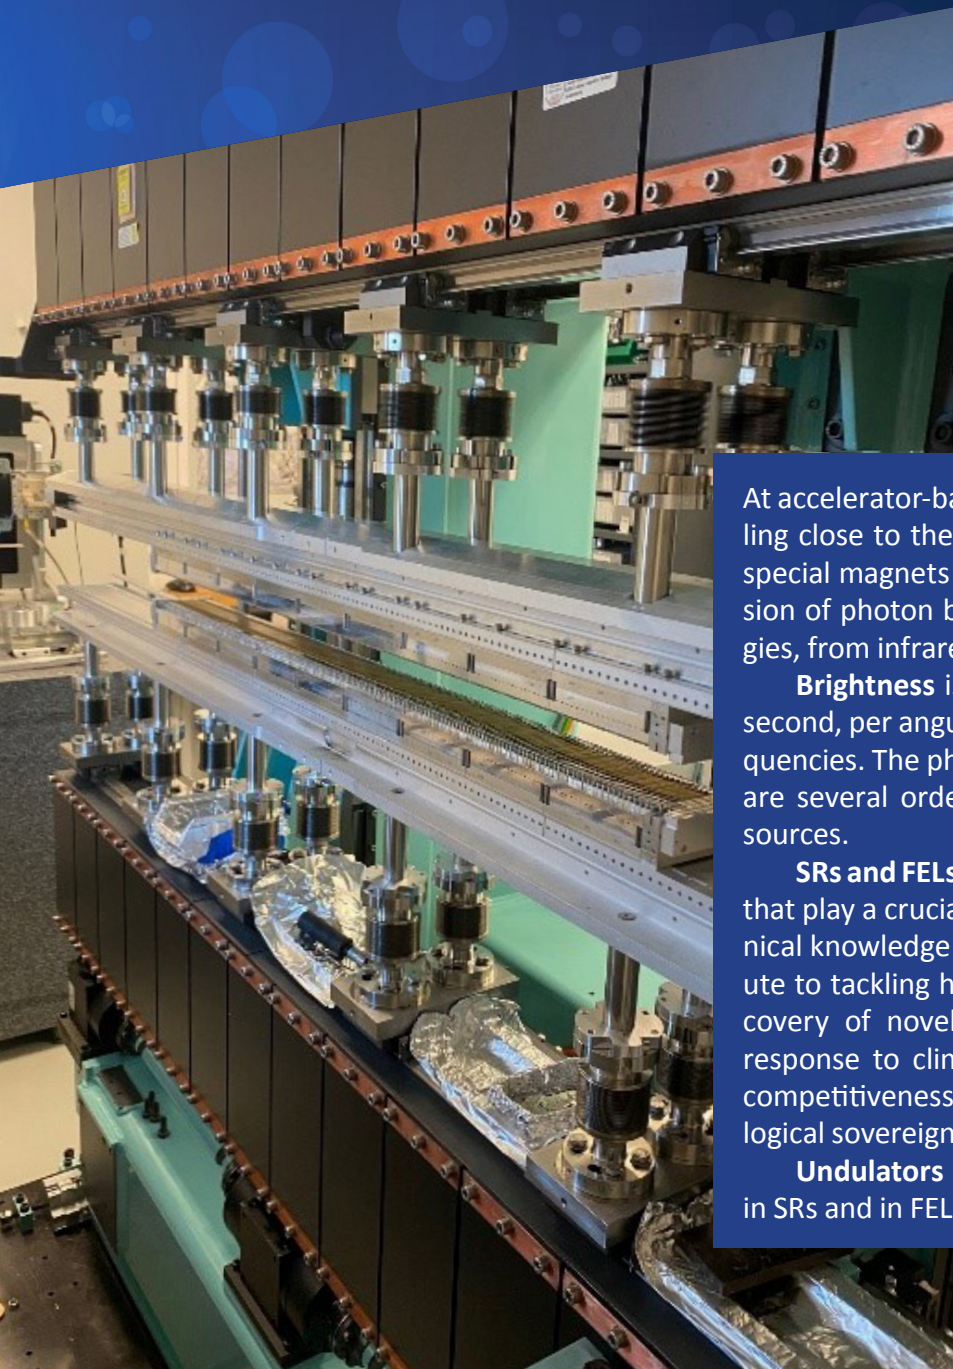 At accelerator-ba
ling close to the
special magnets
sion of photon b
gies, from infrare
Brightness i
second, per angu
quencies. The ph
are several orde
sources.
SRs and FELs
that play a crucia
nical knowledge
ute to tackling h
covery of novel
response to clim
competitiveness
logical sovereign
Undulators
in SRs and in FEL